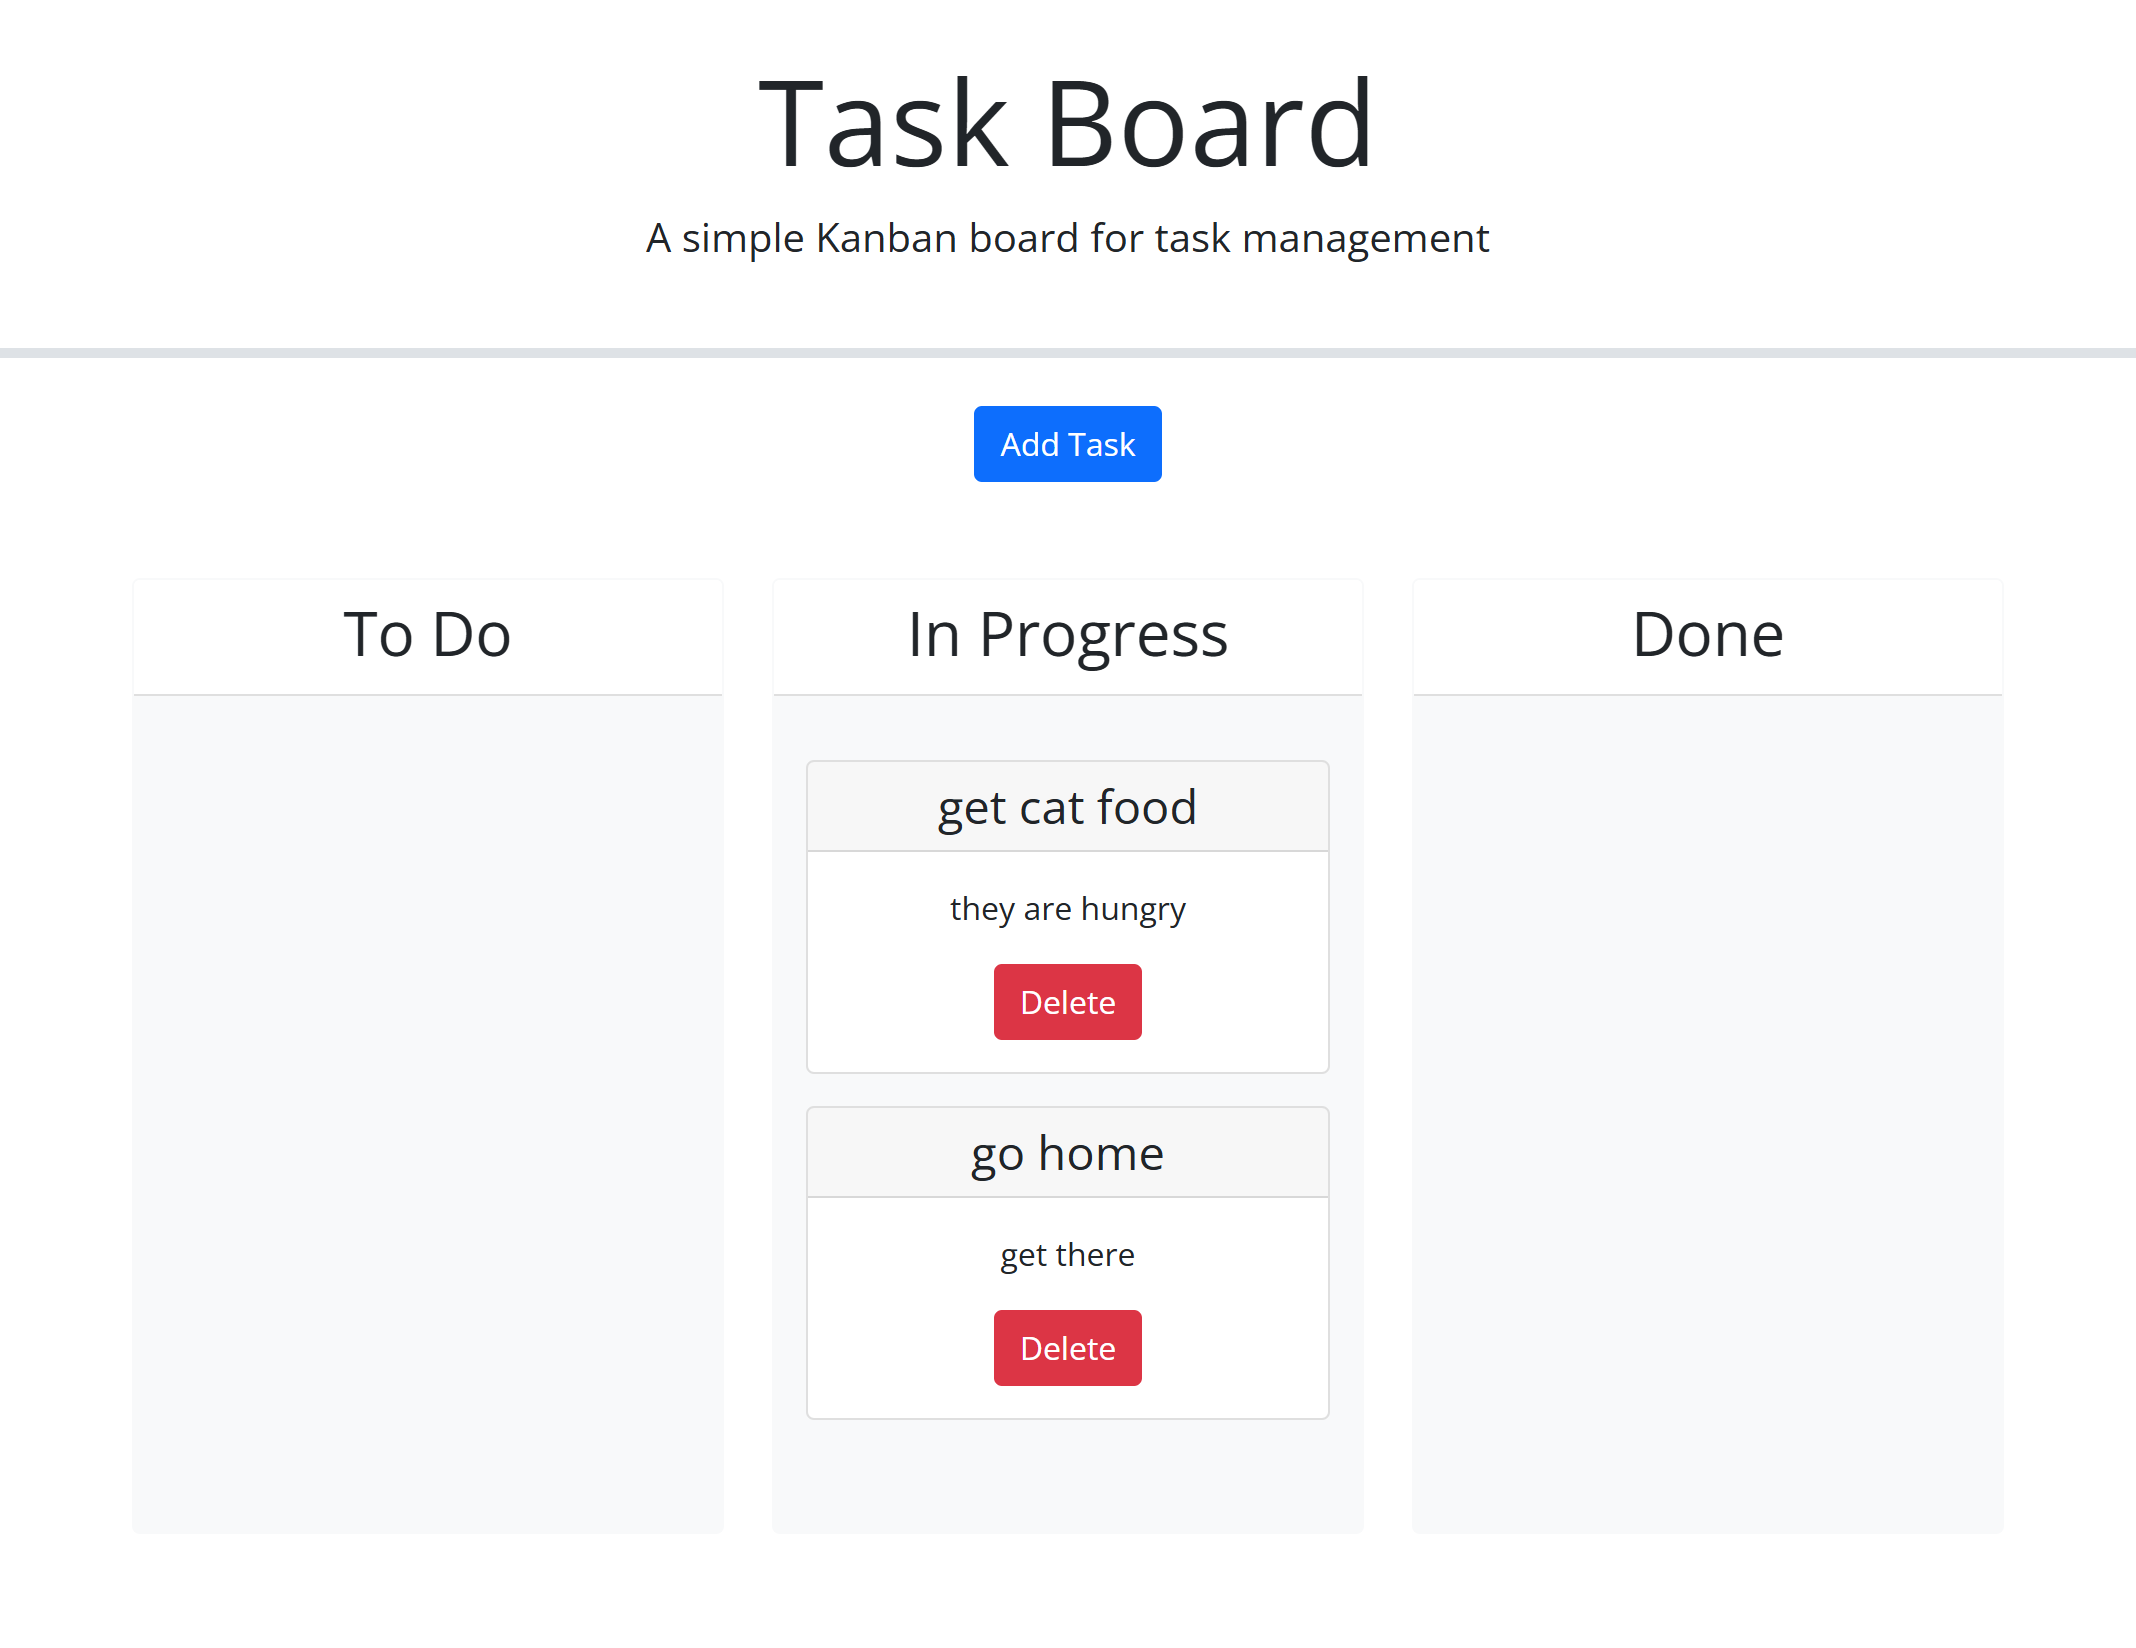 Task Board
A simple Kanban board for task management
Add Task
To Do
In Progress
Done
get cat food
they are hungry
Delete
go home
get there
Delete